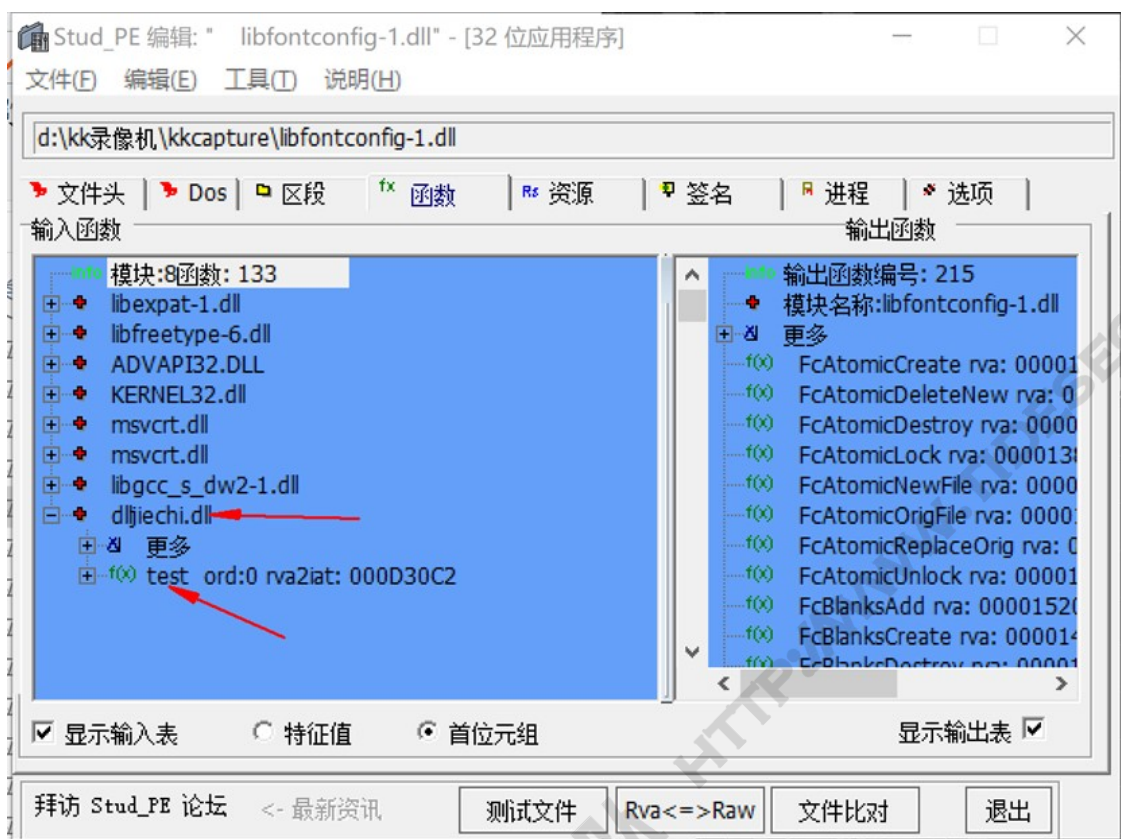 Stud_PE 编辑: " libfontconfig-1.dll" - [32 位应用程序]
文件(F) 编辑(E) 工具(T) 说明(H)
d:\kk录像机\kkcapture\libfontconfig-1.dll
文件头 Dos 区段 fx 函数 Rs 资源 签名 进程 选项
输入函数
info 模块:8函数: 133
libexpat-1.dll
libfreetype-6.dll
ADVAPI32.DLL
KERNEL32.dll
msvcrt.dll
msvcrt.dll
libgcc_s_dw2-1.dll
dlljiechi.dll
更多
f(x) test ord:0 rva2iat: 000D30C2
输出函数
info 输出函数编号: 215
模块名称:libfontconfig-1.dll
更多
f(x) FcAtomicCreate rva: 00001
f(x) FcAtomicDeleteNew rva: 0
f(x) FcAtomicDestroy rva: 0000
f(x) FcAtomicLock rva: 000013
f(x) FcAtomicNewFile rva: 0000
f(x) FcAtomicOrigFile rva: 0000
f(x) FcAtomicReplaceOrig rva: 0
f(x) FcAtomicUnlock rva: 00001
f(x) FcBlanksAdd rva: 00001520
f(x) FcBlanksCreate rva: 000014
f(x) FcBlanksDestroy rva: 00001
显示输入表 特征值 首位元组 显示输出表
拜访 Stud_PE 论坛 <- 最新资讯 测试文件 Rva<=>Raw 文件比对 退出